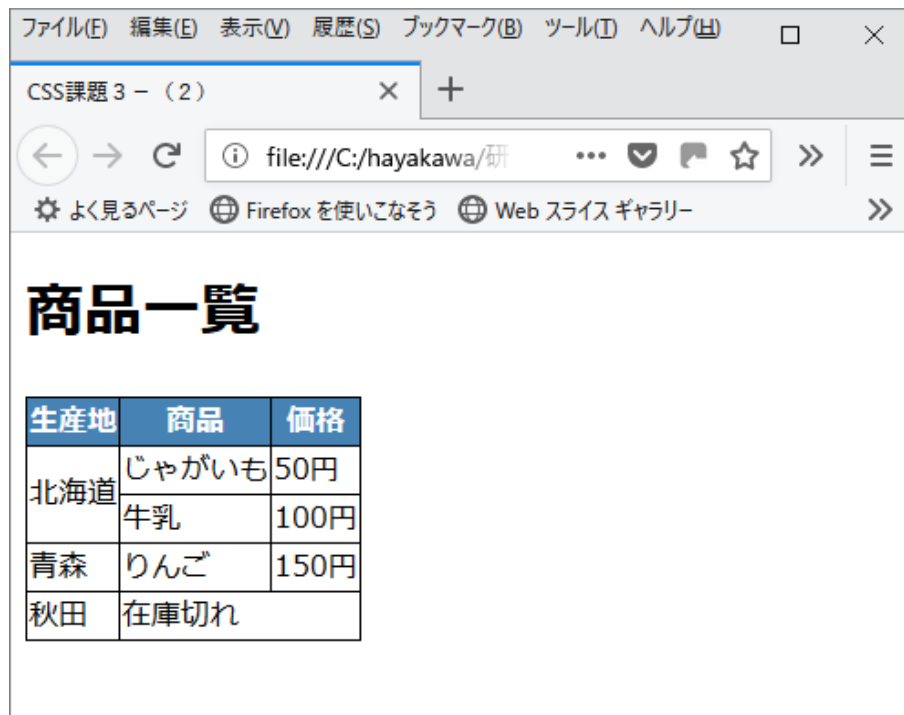 ファイル(F) 編集(E) 表示(V) 履歴(S) ブックマーク(B) ツール(T) ヘルプ(H)
CSS課題3-(2)
file:///C:/hayakawa/研
よく見るページ Firefox を使いこなそう Web スライス ギャラリー
商品一覧
生産地 商品 価格
北海道 じゃがいも 50円
牛乳 100円
青森 りんご 150円
秋田 在庫切れ